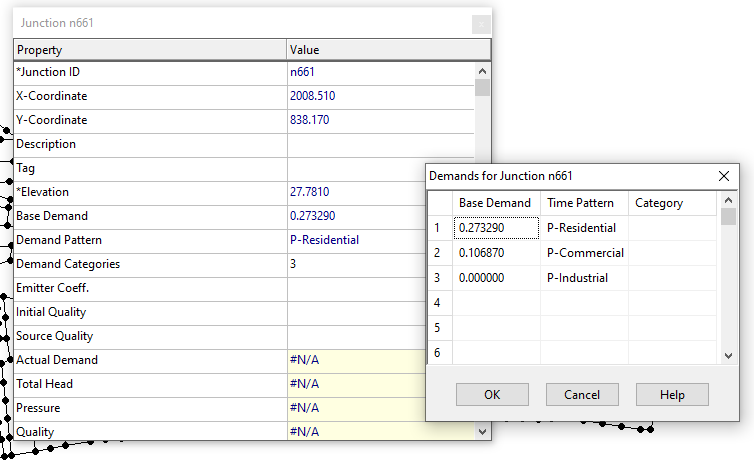 Junction n661
Property Value
*Junction ID n661
X-Coordinate 2008.510
Y-Coordinate 838.170
Description
Tag
*Elevation 27.7810
Base Demand 0.273290
Demand Pattern P-Residential
Demand Categories 3
Emitter Coeff.
Initial Quality
Source Quality
Actual Demand #N/A
Total Head #N/A
Pressure #N/A
Quality #N/A
Demands for Junction n661
Base Demand Time Pattern Category
1 0.273290 P-Residential
2 0.106870 P-Commercial
3 0.000000 P-Industrial
4
5
6
OK Cancel Help